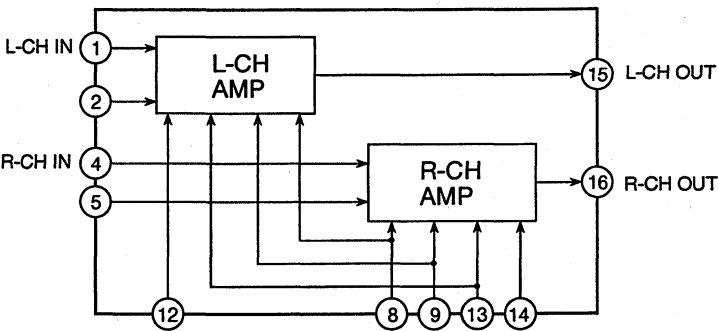 L-CH IN
1
2
L-CH
AMP
15
L-CH OUT
R-CH IN
4
5
R-CH
AMP
16
R-CH OUT
12
8
9
13
14